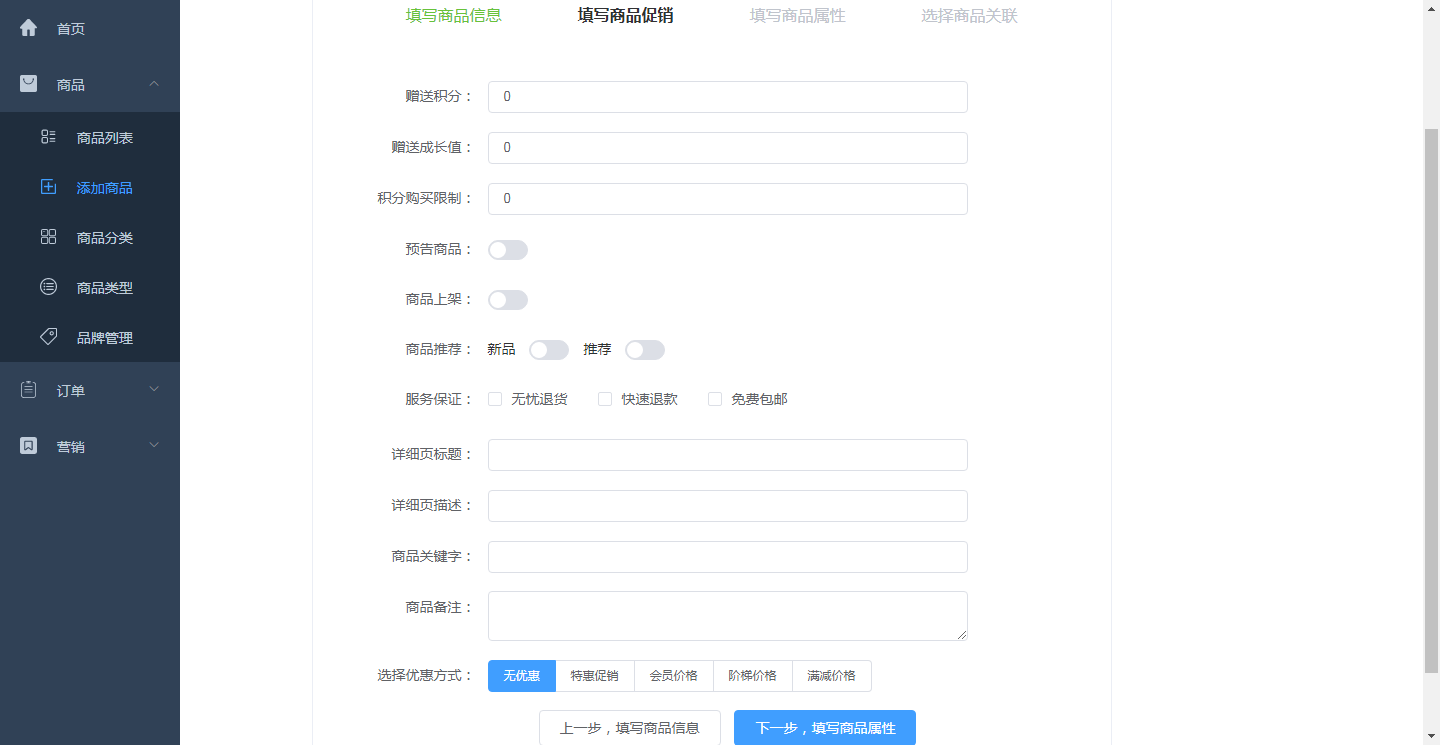 首页
商品
商品列表
添加商品
商品分类
商品类型
品牌管理
订单
营销
填写商品信息 填写商品促销 填写商品属性 选择商品关联
赠送积分： 0
赠送成长值： 0
积分购买限制： 0
预告商品：
商品上架：
商品推荐： 新品 推荐
服务保证： 无忧退货 快速退款 免费包邮
详细页标题：
详细页描述：
商品关键字：
商品备注：
选择优惠方式： 无优惠 特惠促销 会员价格 阶梯价格 满减价格
上一步，填写商品信息 下一步，填写商品属性